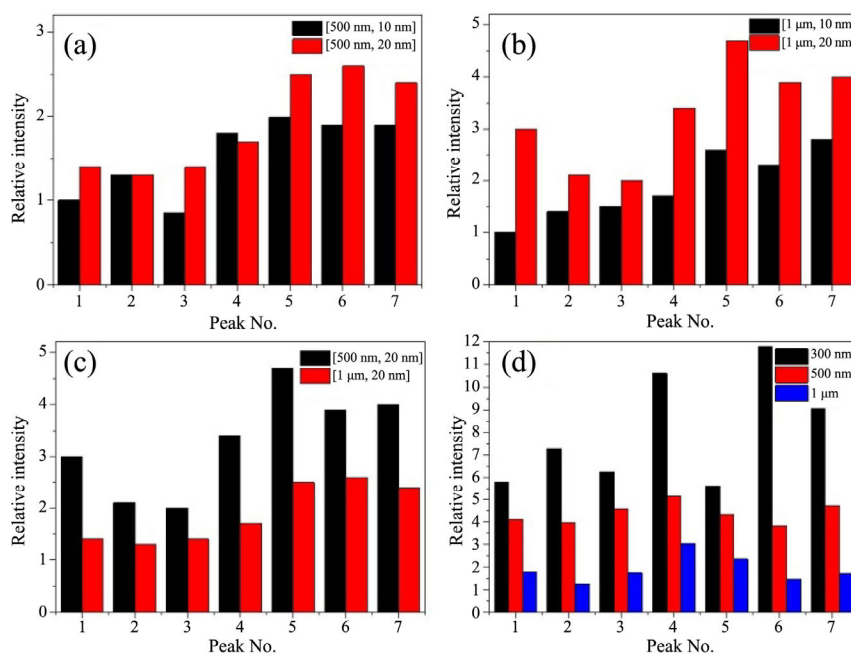 (a)
[500 nm, 10 nm]
[500 nm, 20 nm]
3
2
1
0
Relative intensity
1 2 3 4 5 6 7
Peak No.
(b)
[1 μm, 10 nm]
[1 μm, 20 nm]
5
4
3
2
1
0
Relative intensity
1 2 3 4 5 6 7
Peak No.
(c)
[500 nm, 20 nm]
[1 μm, 20 nm]
5
4
3
2
1
0
Relative intensity
1 2 3 4 5 6 7
Peak No.
(d)
300 nm
500 nm
1 μm
12
11
10
9
8
7
6
5
4
3
2
1
0
Relative intensity
1 2 3 4 5 6 7
Peak No.